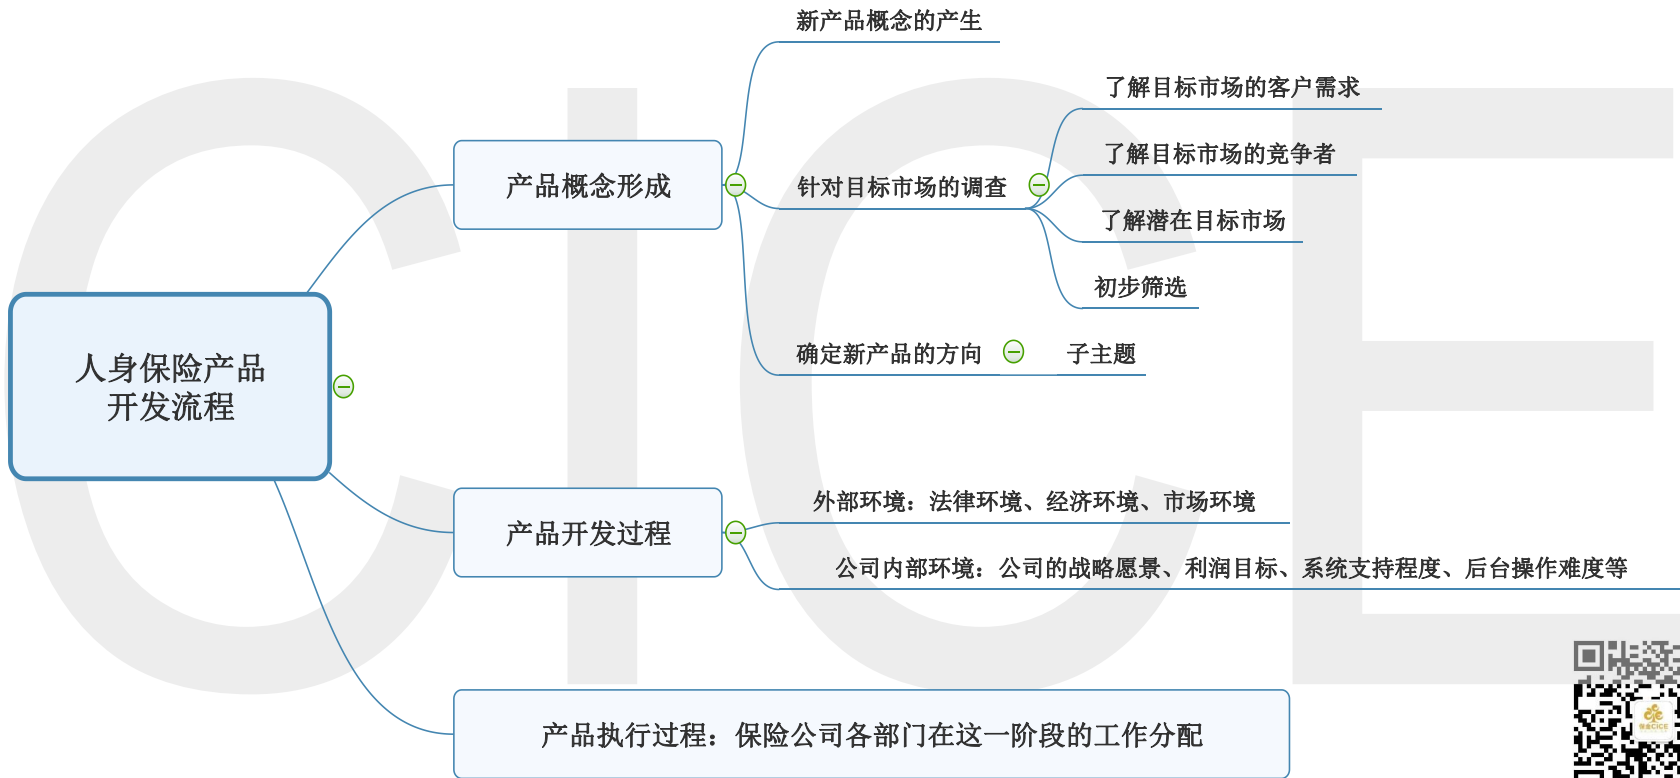 新产品概念的产生
了解目标市场的客户需求
了解目标市场的竞争者
产品概念形成
针对目标市场的调查
了解潜在目标市场
初步筛选
确定新产品的方向
子主题
人身保险产品
开发流程
外部环境：法律环境、经济环境、市场环境
产品开发过程
公司内部环境：公司的战略愿景、利润目标、系统支持程度、后台操作难度等
产品执行过程：保险公司各部门在这一阶段的工作分配
CICE